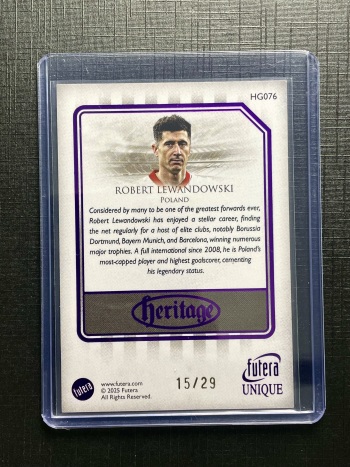 HG076
ROBERT LEWANDOWSKI
POLAND
Considered by many to be one of the greatest forwards ever,
Robert Lewandowski has enjoyed a stellar career, finding
the net regularly for a host of elite clubs, notably Borussia
Dortmund, Bayern Munich, and Barcelona, winning numerous
major trophies. A full international since 2008, he is Poland's
most-capped player and highest goalscorer, cementing
his legendary status.
heritage
futera
www.futera.com
© 2025 Futera
All Rights Reserved.
15/29
futera
UNIQUE